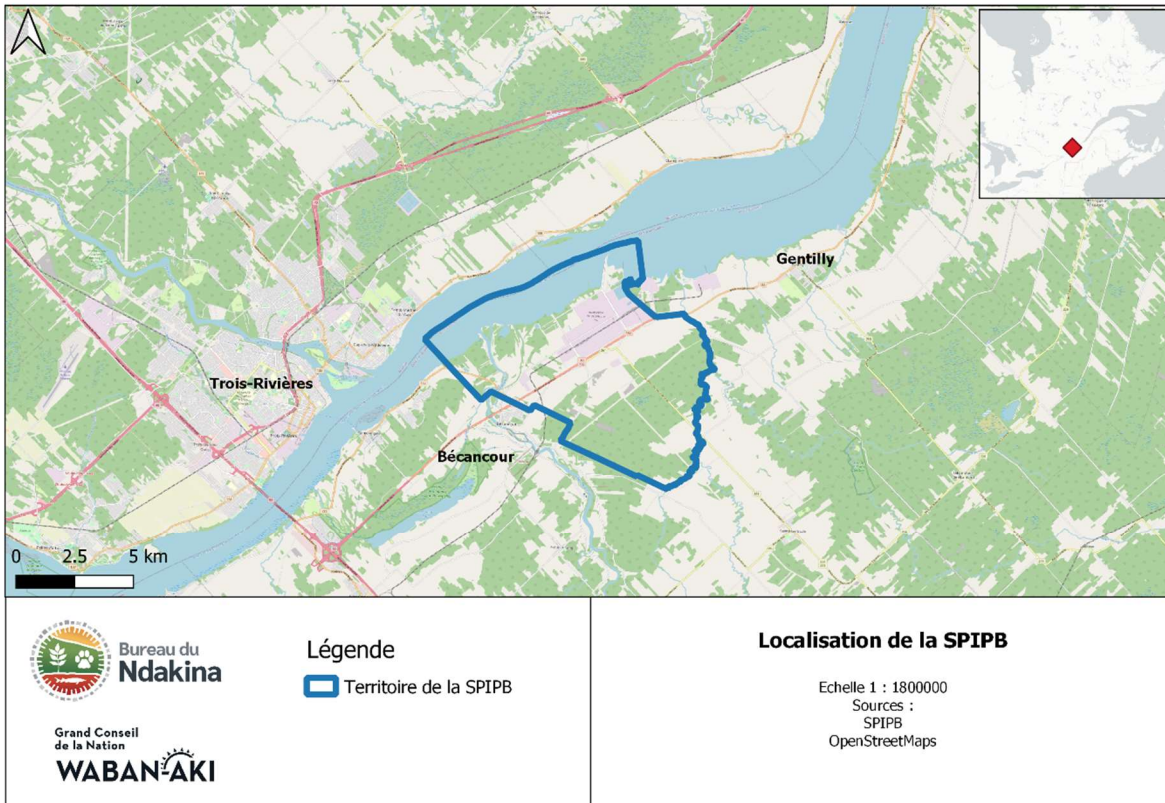 Gentilly
Trois-Rivières
Bécancour
0 2.5 5 km
Bureau du
Ndakina
Grand Conseil
de la Nation
WABAN-AKI
Légende
Territoire de la SPIPB
Localisation de la SPIPB
Echelle 1 : 1800000
Sources :
SPIPB
OpenStreetMaps